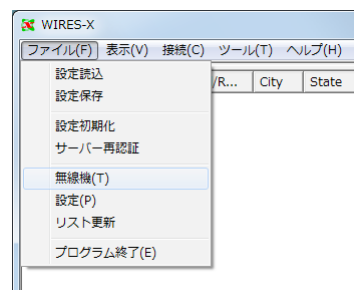 WIRES-X
ファイル(F) 表示(V) 接続(C) ツール(T) ヘルプ(H)
/R... City State
設定読込
設定保存
設定初期化
サーバー再認証
無線機(T)
設定(P)
リスト更新
プログラム終了(E)